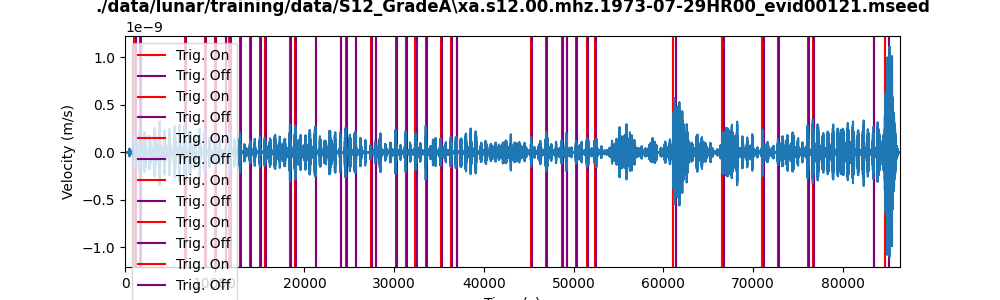 ./data/lunar/training/data/S12_GradeA\xa.s12.00.mhz.1973-07-29HR00_evid00121.mseed
1e−9
1.0
0.5
0.0
−0.5
−1.0
Velocity (m/s)
Trig. On
Trig. Off
Trig. On
Trig. Off
Trig. On
Trig. Off
Trig. On
Trig. Off
Trig. On
Trig. Off
Trig. On
Trig. Off
0 10000 20000 30000 40000 50000 60000 70000 80000